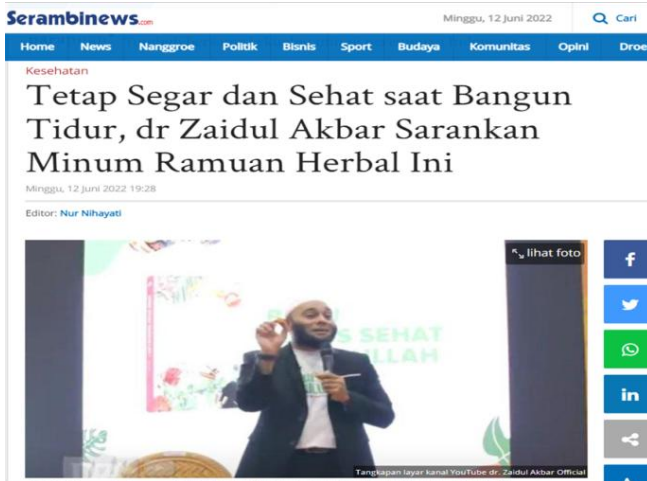 Serambinews.com
Minggu, 12 Juni 2022
Cari
Home News Nanggroe Politik Bisnis Sport Budaya Komunitas Opini Droe
Kesehatan
Tetap Segar dan Sehat saat Bangun
Tidur, dr Zaidul Akbar Sarankan
Minum Ramuan Herbal Ini
Minggu, 12 Juni 2022 19:28
Editor: Nur Nihayati
lihat foto
S SEHAT
LLAH
Tangkapan layar kanal YouTube dr. Zaidul Akbar Official